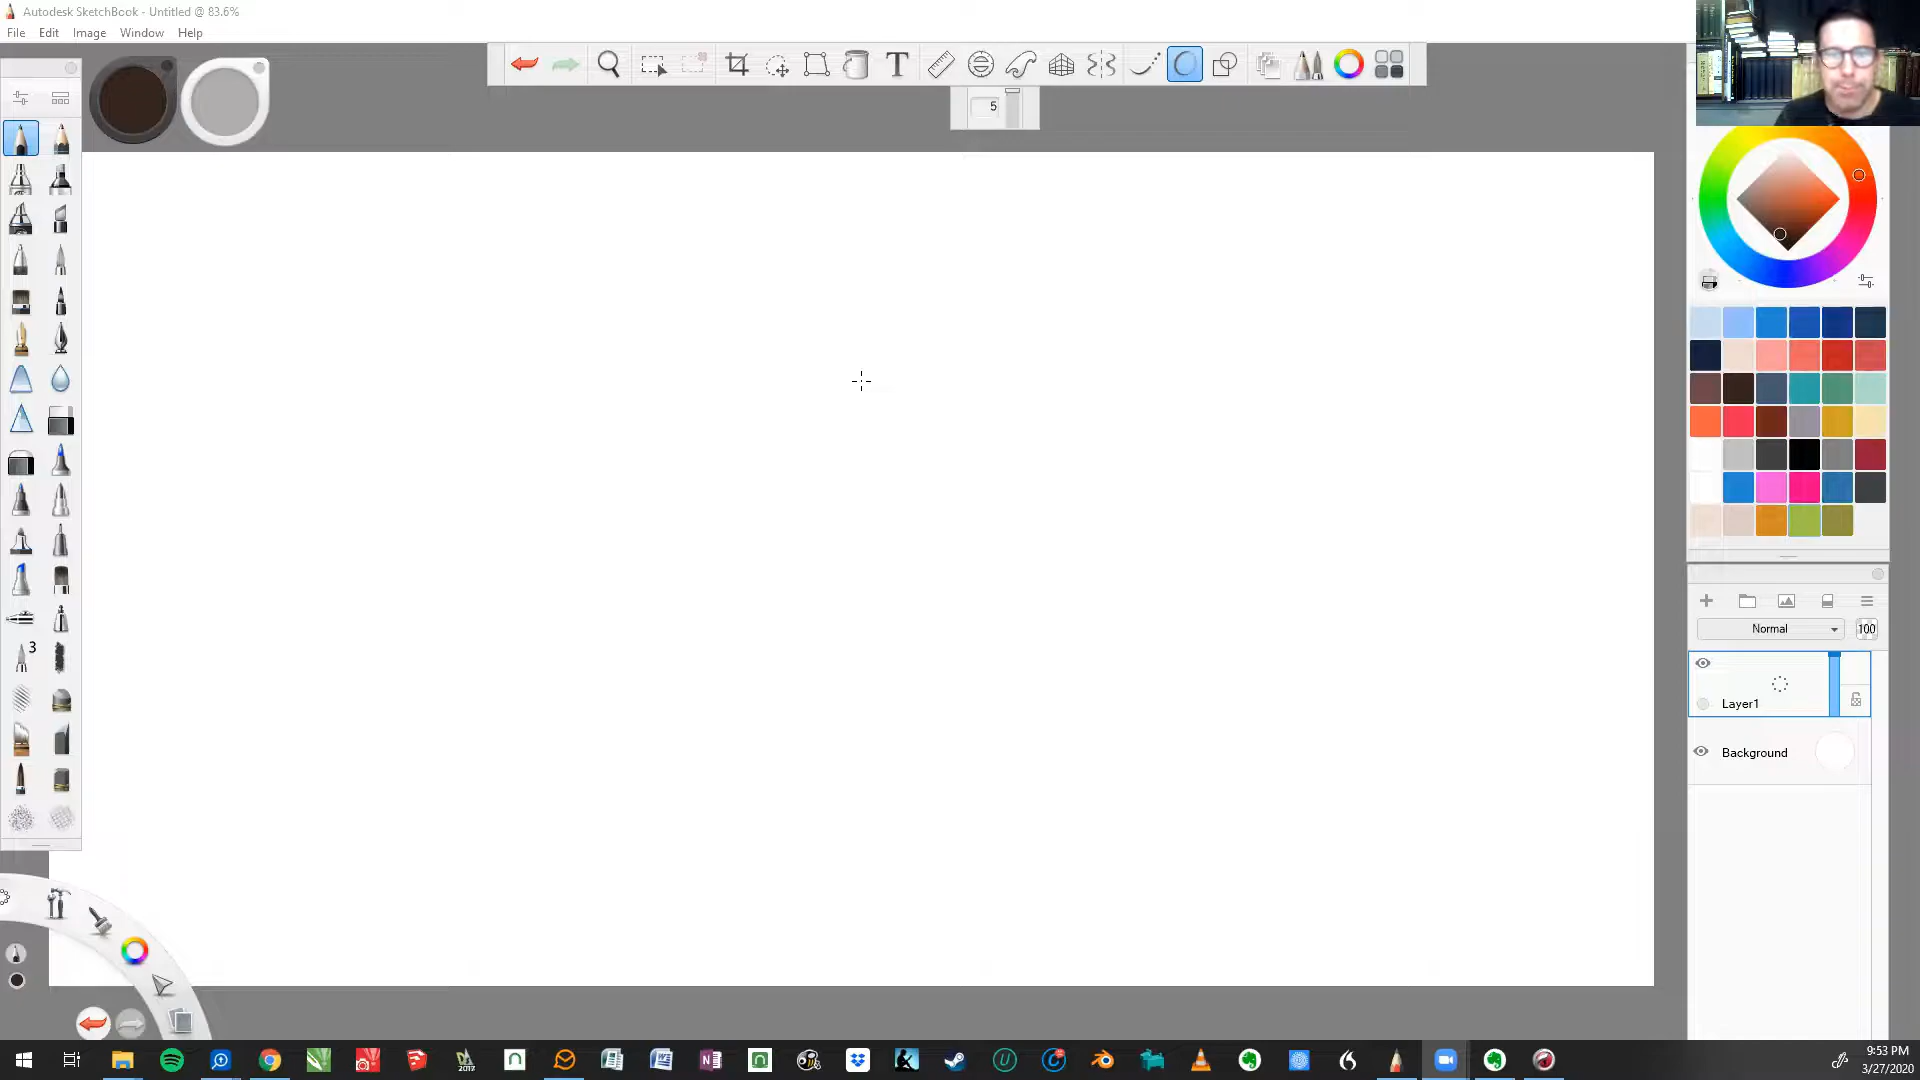 Autodesk SketchBook - Untitled @ 83.6%
File Edit Image Window Help
T
5
Normal 100
Layer1
Background
3
2017
9:53 PM
3/27/2020